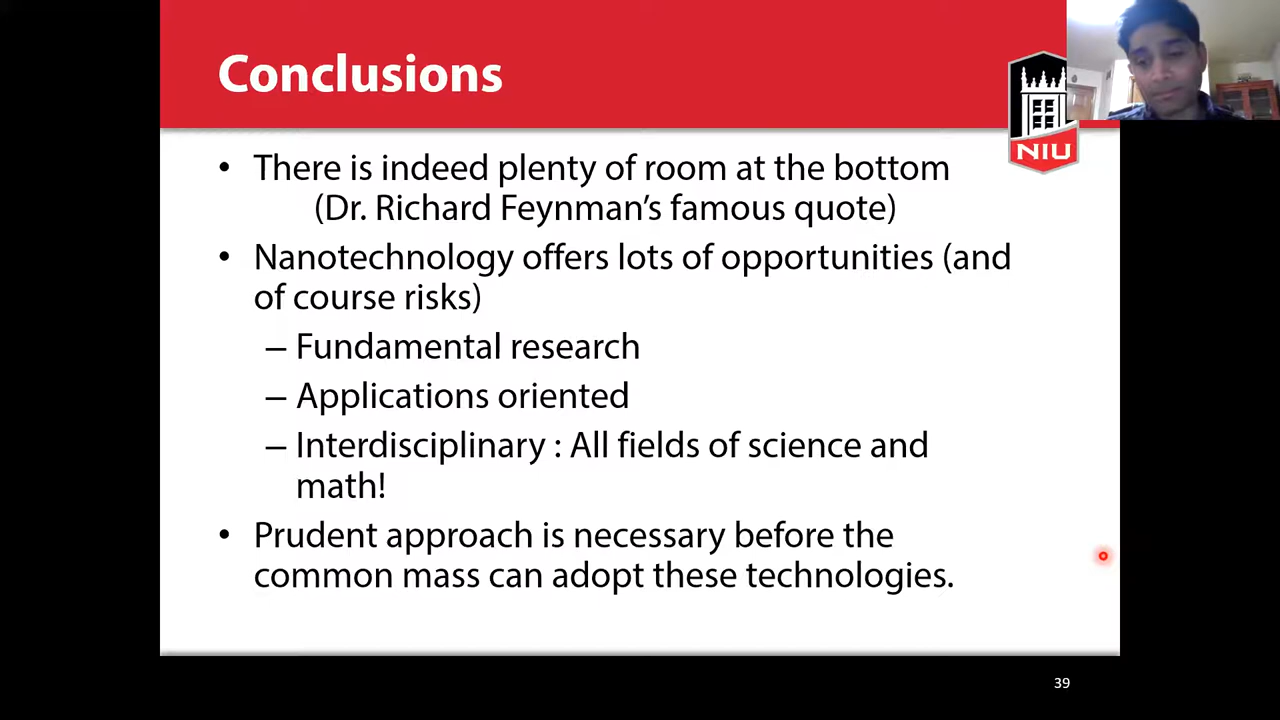 Conclusions
NIU
• There is indeed plenty of room at the bottom
(Dr. Richard Feynman’s famous quote)
• Nanotechnology offers lots of opportunities (and
of course risks)
– Fundamental research
– Applications oriented
– Interdisciplinary : All fields of science and
math!
• Prudent approach is necessary before the
common mass can adopt these technologies.
39